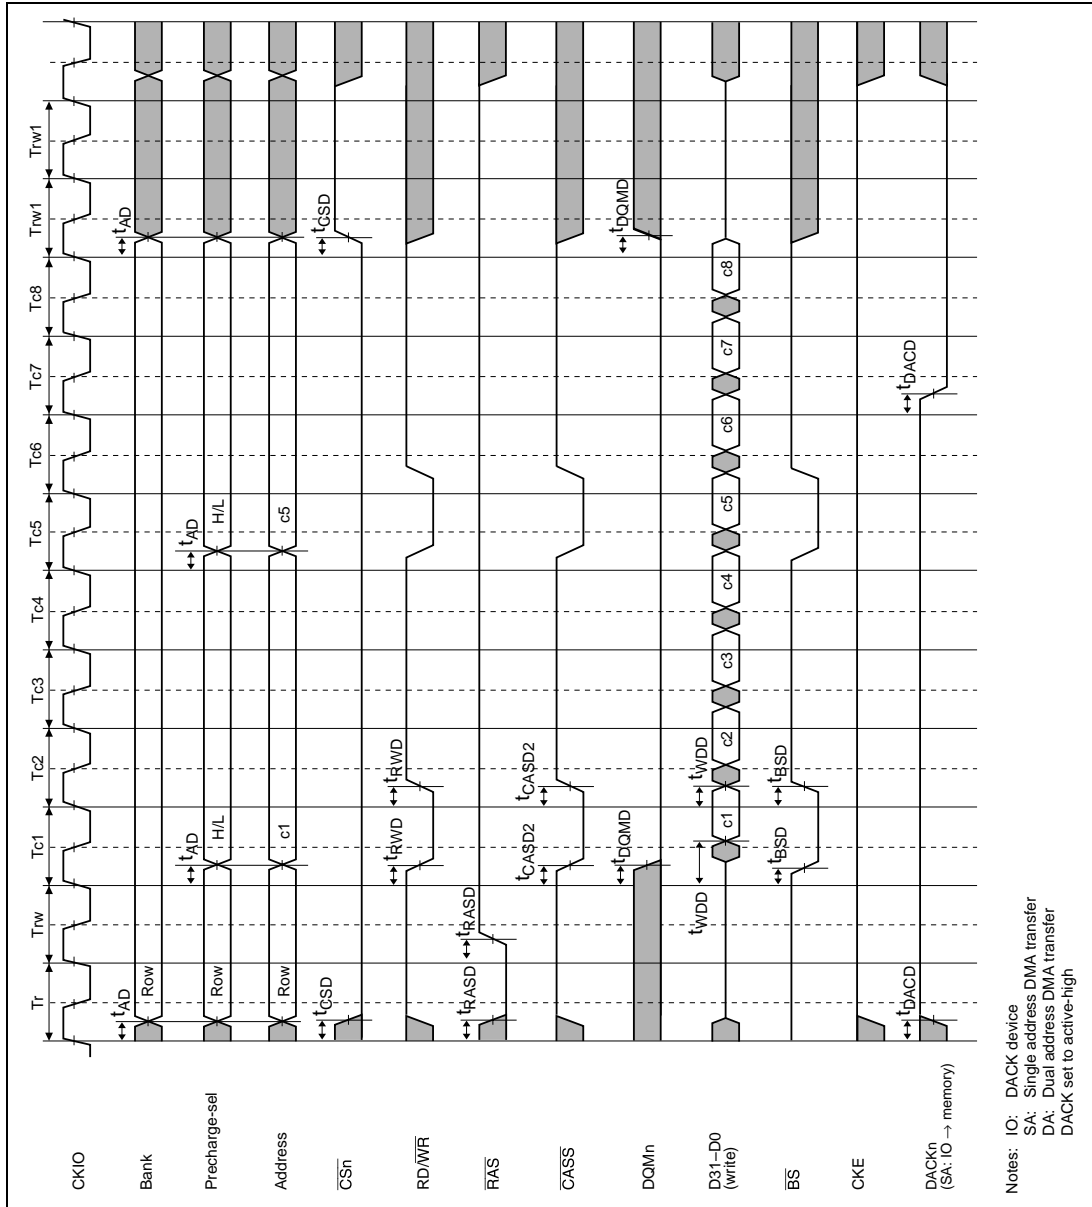 Tr
Trw
Tc1
Tc2
Tc3
Tc4
Tc5
Tc6
Tc7
Tc8
Trw1
Trw1
CKIO
Bank
tAD
Row
tAD
Precharge-sel
Row
tAD
H/L
tAD
H/L
Address
Row
c1
c5
CSn
tCSD
tCSD
RD/WR
tRWD
tRWD
RAS
tRASD
tRASD
CASS
tCASD2
tCASD2
DQMn
tDQMD
tDQMD
D31–D0
(write)
tWDD
tWDD
c1
c2
c3
c4
c5
c6
c7
c8
BS
tBSD
tBSD
CKE
DACKn
(SA: IO → memory)
tDACD
tDACD
Notes: IO: DACK device
SA: Single address DMA transfer
DA: Dual address DMA transfer
DACK set to active-high